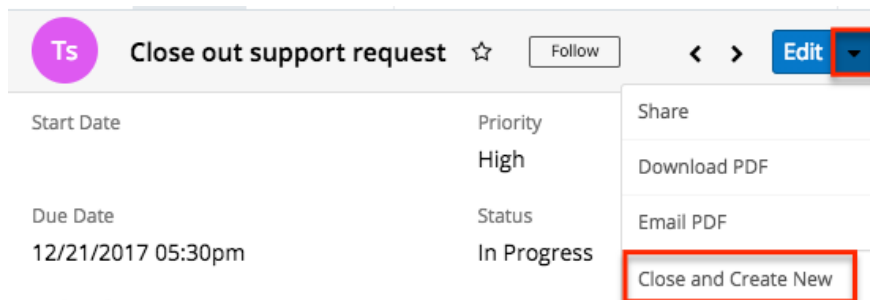 Ts Close out support request Follow Edit
Start Date
Priority
High
Share
Download PDF
Due Date
12/21/2017 05:30pm
Status
In Progress
Email PDF
Close and Create New